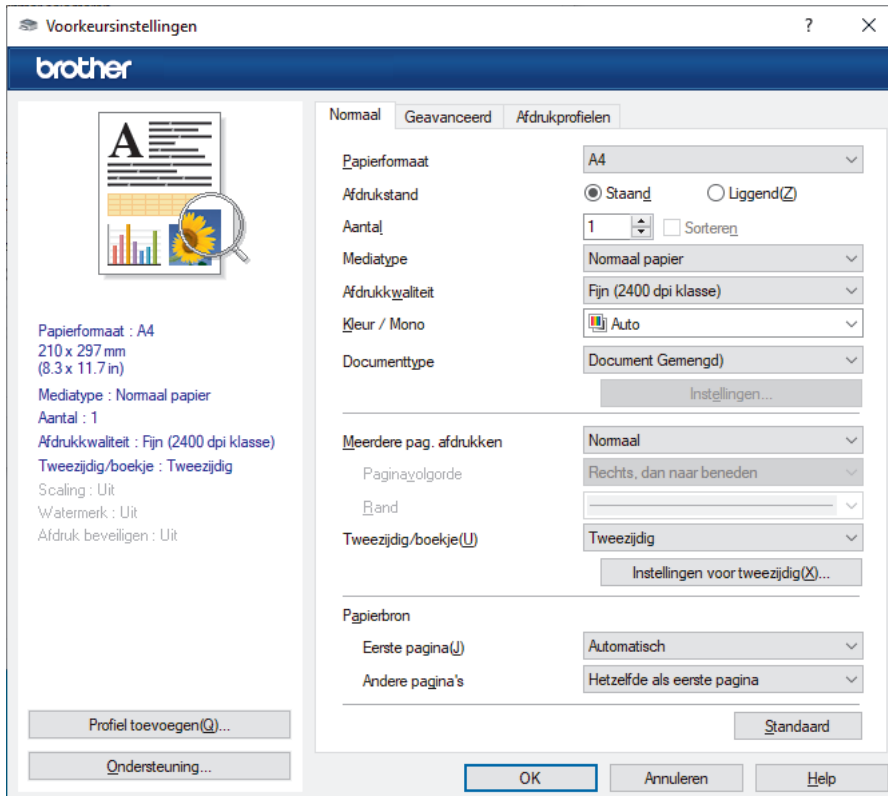 Voorkeursinstellingen
brother
A
Papierformaat : A4
210 x 297 mm
(8.3 x 11.7 in)
Mediatype : Normaal papier
Aantal : 1
Afdrukkwaliteit : Fijn (2400 dpi klasse)
Tweezijdig/boekje : Tweezijdig
Scaling : Uit
Watermerk : Uit
Afdruk beveiligen : Uit
Profiel toevoegen(Q)...
Ondersteuning...
Normaal Geavanceerd Afdrukprofielen
Papierformaat A4
Afdrukstand Staand Liggend(Z)
Aantal 1 Sorteren
Mediatype Normaal papier
Afdrukkwaliteit Fijn (2400 dpi klasse)
Kleur / Mono Auto
Documenttype Document Gemengd)
Instellingen...
Meerdere pag. afdrukken Normaal
Paginavolgorde Rechts, dan naar beneden
Rand
Tweezijdig/boekje(U) Tweezijdig
Instellingen voor tweezijdig(X)...
Papierbron
Eerste pagina(J) Automatisch
Andere pagina's Hetzelfde als eerste pagina
Standaard
OK Annuleren Help